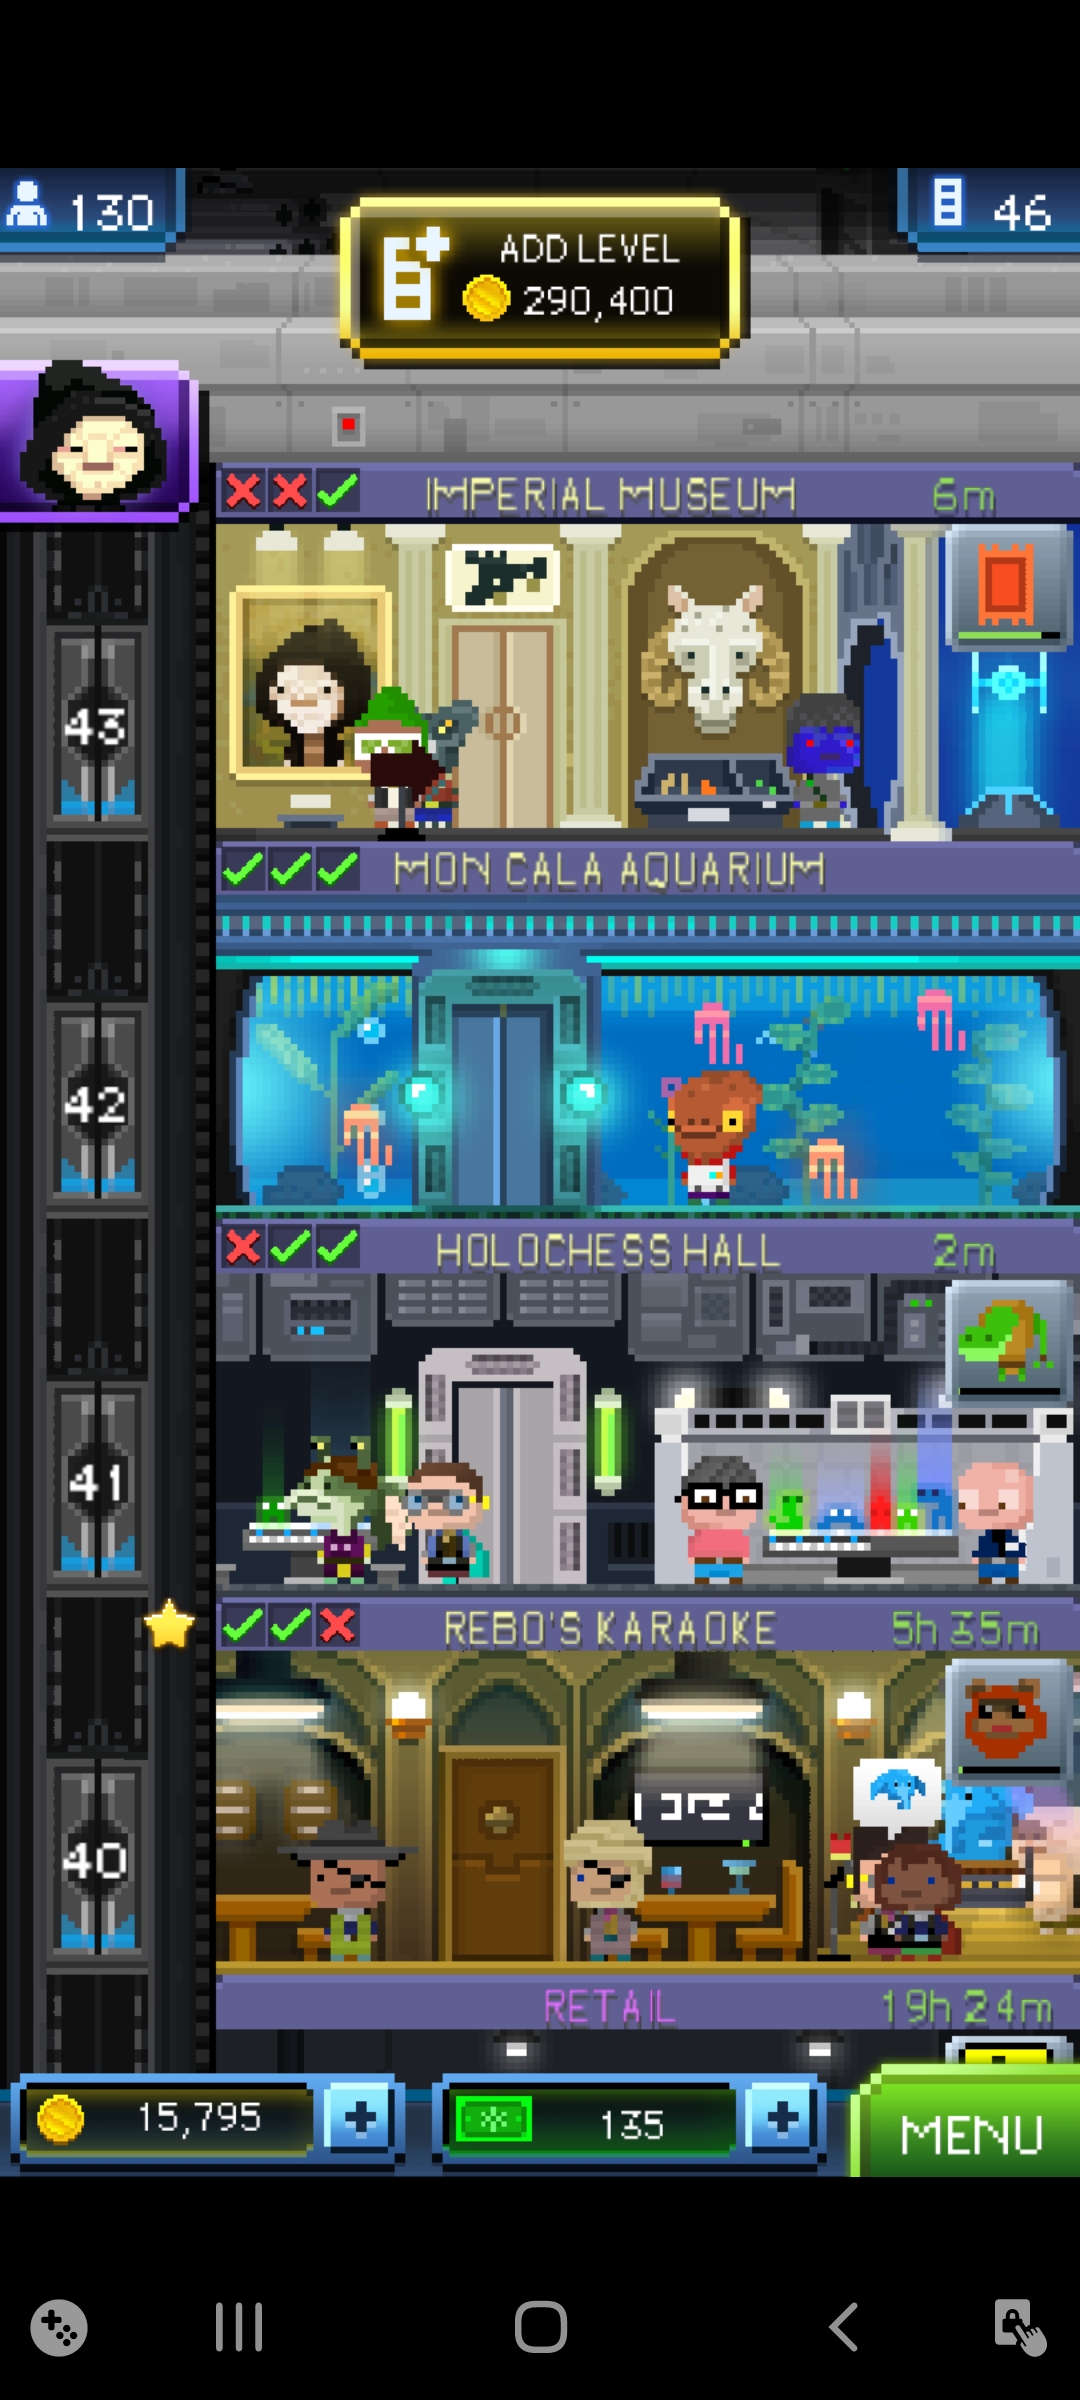 130
ADD LEVEL
290,400
46
IMPERIAL MUSEUM 6m
43
MON CALA AQUARIUM
42
HOLOCHESS HALL 2m
41
REBO'S KARAOKE 5h 35m
40
RETAIL 19h 24m
15,795
135
MENU